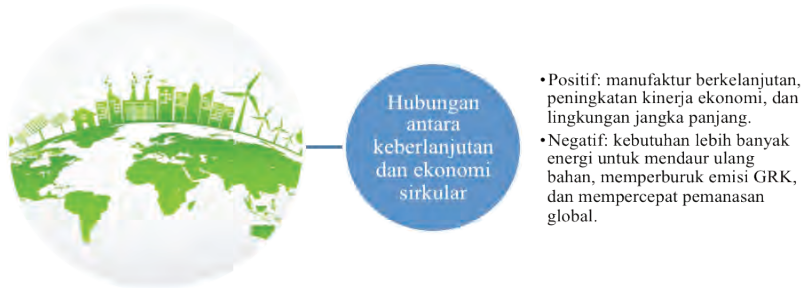 Hubungan
antara
keberlanjutan
dan ekonomi
sirkular
•Positif: manufaktur berkelanjutan,
peningkatan kinerja ekonomi, dan
lingkungan jangka panjang.
•Negatif: kebutuhan lebih banyak
energi untuk mendaur ulang
bahan, memperburuk emisi GRK,
dan mempercepat pemanasan
global.